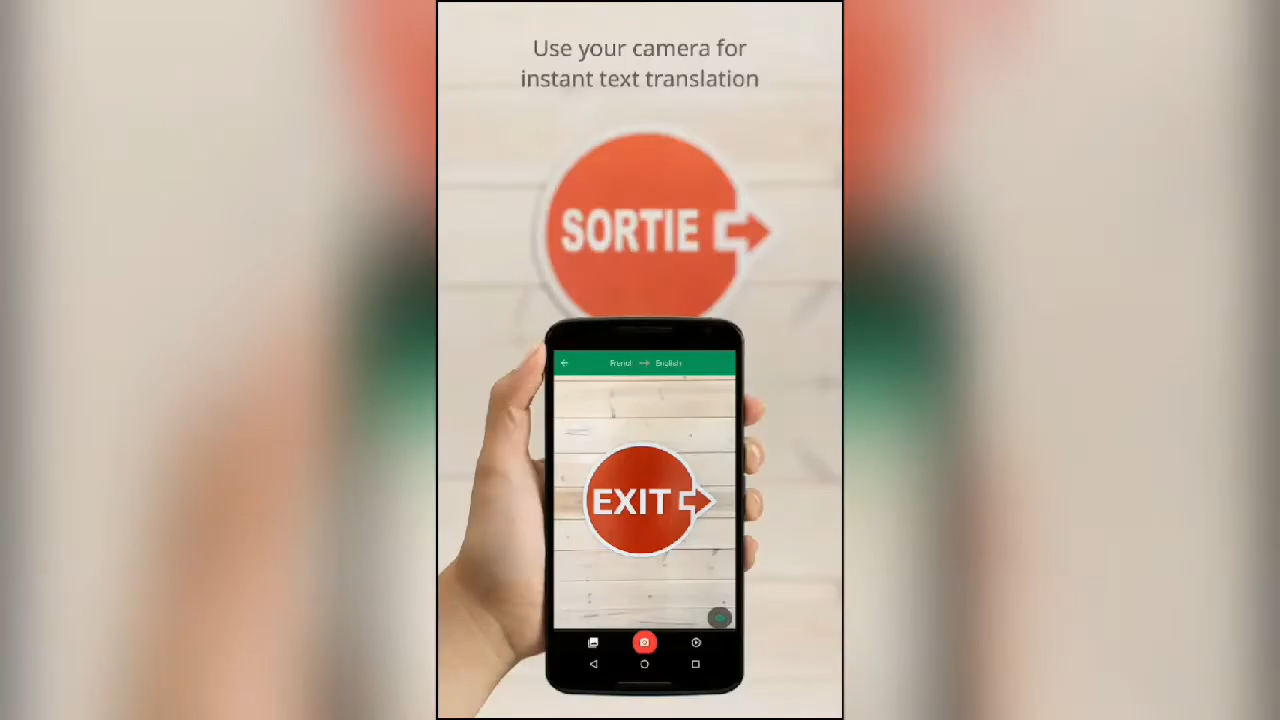 Use your camera for
instant text translation
SORTIE
French → English
EXIT